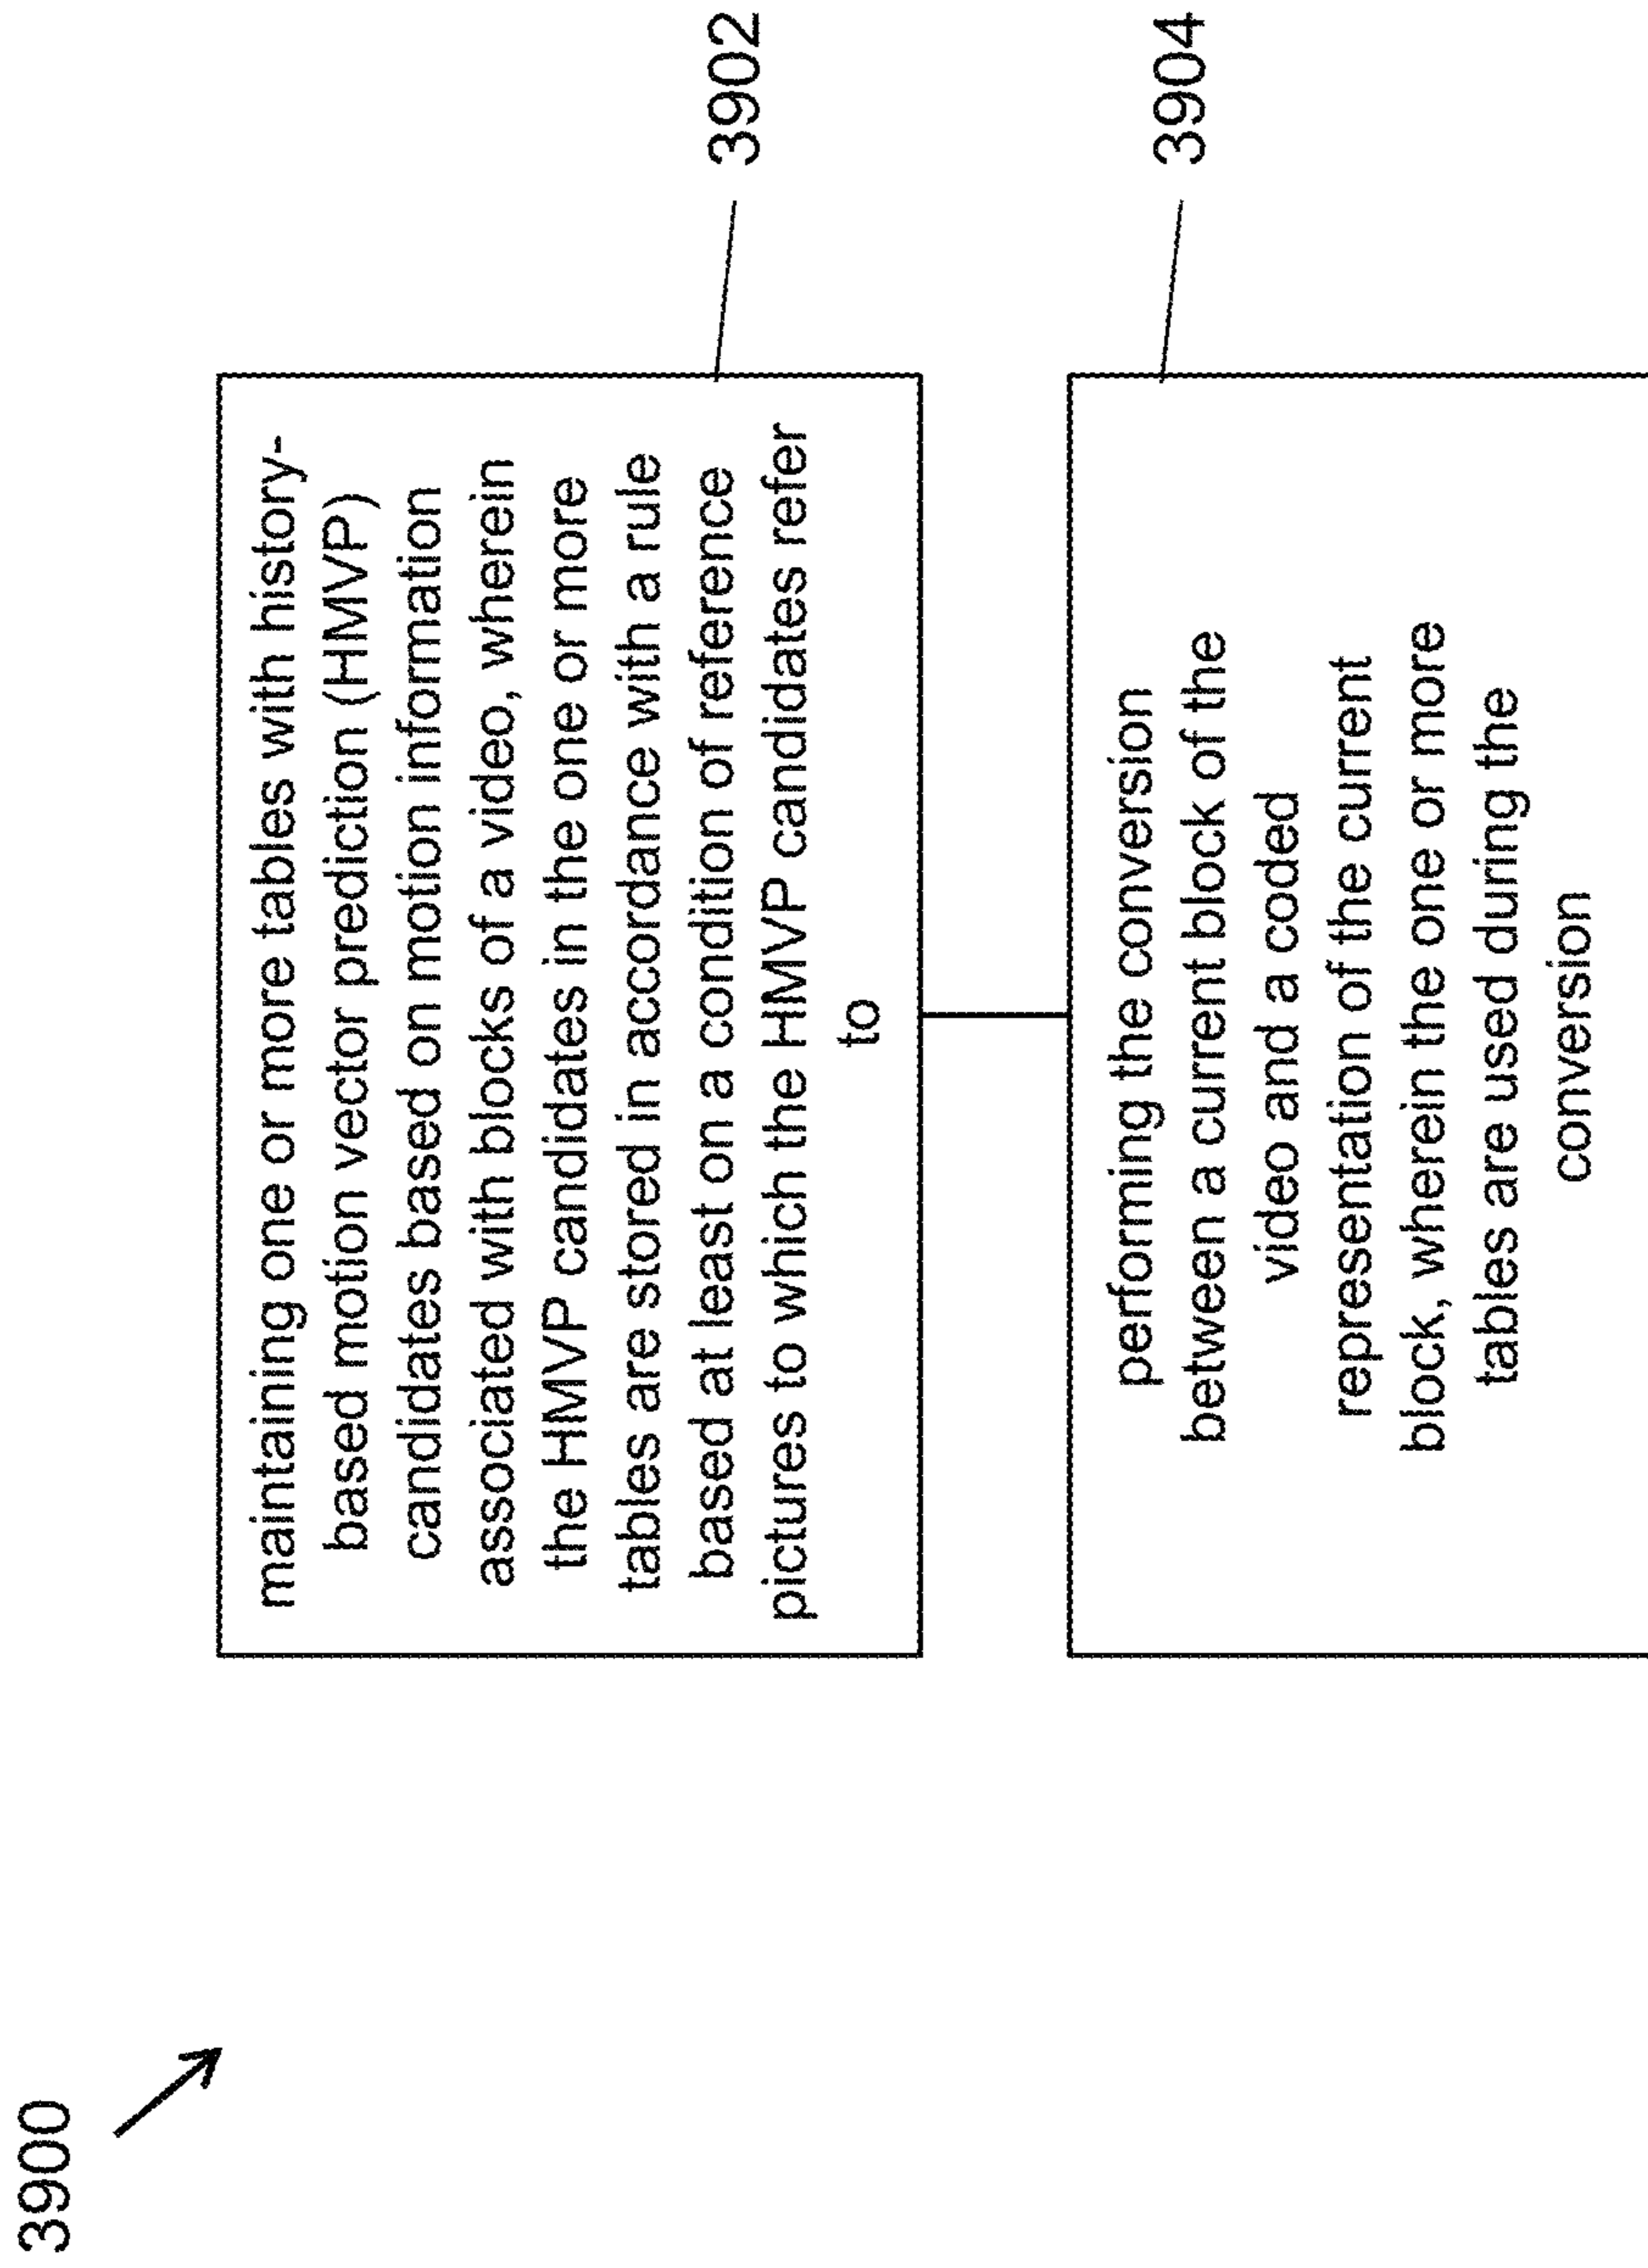 3900
maintaining one or more tables with history-
based motion vector prediction (HMVP)
candidates based on motion information
associated with blocks of a video, wherein
the HMVP candidates in the one or more
tables are stored in accordance with a rule
based at least on a condition of reference
pictures to which the HMVP candidates refer
to
3902
performing the conversion
between a current block of the
video and a coded
representation of the current
block, wherein the one or more
tables are used during the
conversion
3904